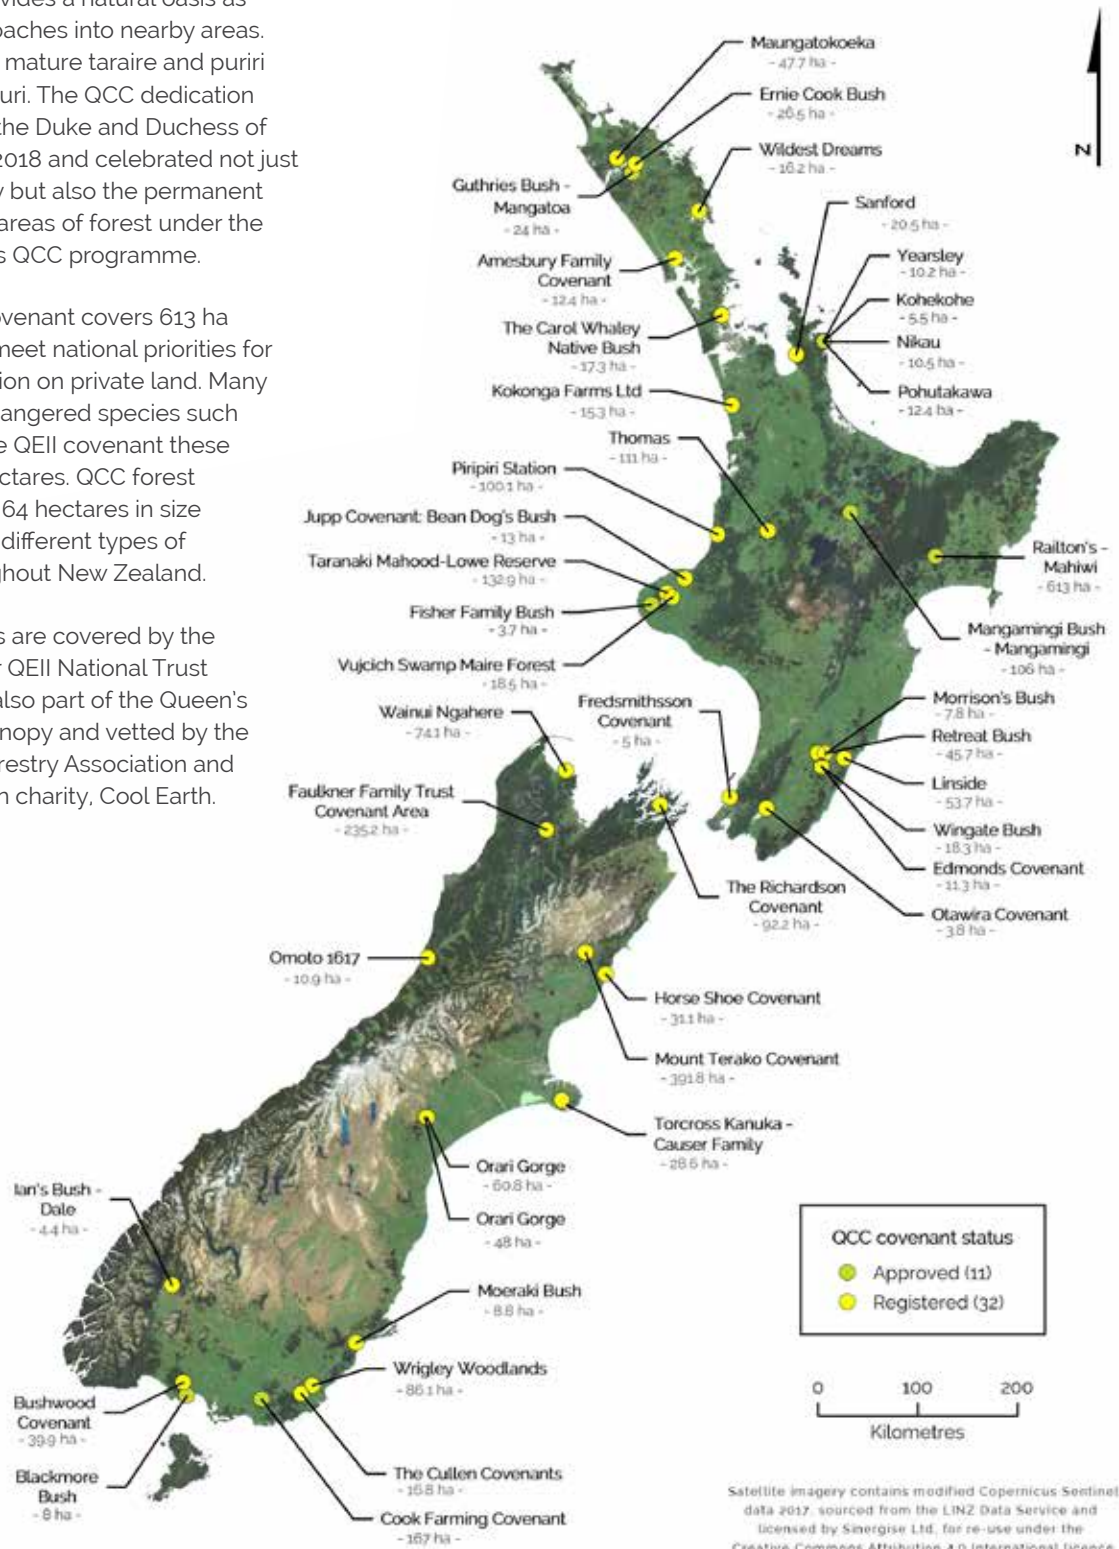 vides a natural oasis as
oaches into nearby areas.
mature taraire and puriri
uri. The QCC dedication
the Duke and Duchess of
2018 and celebrated not just
y but also the permanent
areas of forest under the
s QCC programme.
ovenant covers 613 ha
meet national priorities for
ion on private land. Many
dangered species such
e QEII covenant these
ctares. QCC forest
64 hectares in size
different types of
ghout New Zealand.
s are covered by the
r QEII National Trust
also part of the Queen's
nopy and vetted by the
restry Association and
n charity, Cool Earth.
N
Maungatokoeka
- 47.7 ha -
Ernie Cook Bush
- 26.5 ha -
Wildest Dreams
- 16.2 ha -
Guthries Bush -
Mangatoa
- 24 ha -
Sanford
- 20.5 ha -
Amesbury Family
Covenant
- 12.4 ha -
Yearsley
- 10.2 ha -
Kohekohe
- 5.5 ha -
The Carol Whaley
Native Bush
- 17.3 ha -
Nikau
- 10.5 ha -
Kokonga Farms Ltd
- 15.3 ha -
Pohutakawa
- 12.4 ha -
Thomas
- 111 ha -
Piripiri Station
- 100.1 ha -
Jupp Covenant: Bean Dog's Bush
- 13 ha -
Taranaki Mahood-Lowe Reserve
- 132.9 ha -
Railton's -
Mahiwi
- 613 ha -
Fisher Family Bush
- 3.7 ha -
Mangamingi Bush
- Mangamingi
- 106 ha -
Vujcich Swamp Maire Forest
- 18.5 ha -
Fredsmithsson
Covenant
- 5 ha -
Wainui Ngahere
- 74.1 ha -
Morrison's Bush
- 7.8 ha -
Retreat Bush
- 45.7 ha -
Linside
- 53.7 ha -
Faulkner Family Trust
Covenant Area
- 235.2 ha -
Wingate Bush
- 18.3 ha -
Edmonds Covenant
- 11.3 ha -
The Richardson
Covenant
- 92.2 ha -
Otawira Covenant
- 3.8 ha -
Omoto 1617
- 10.9 ha -
Horse Shoe Covenant
- 31.1 ha -
Mount Terako Covenant
- 391.8 ha -
Torcross Kanuka -
Causer Family
- 28.6 ha -
Orari Gorge
- 60.8 ha -
Orari Gorge
- 48 ha -
Ian's Bush -
Dale
- 4.4 ha -
Moeraki Bush
- 8.8 ha -
Wrigley Woodlands
- 86.1 ha -
Bushwood
Covenant
- 39.9 ha -
Blackmore
Bush
- 8 ha -
The Cullen Covenants
- 16.8 ha -
Cook Farming Covenant
- 167 ha -
QCC covenant status
Approved (11)
Registered (32)
0 100 200
Kilometres
Satellite imagery contains modified Copernicus Sentinel
data 2017, sourced from the LINZ Data Service and
licensed by Sinergise Ltd, for re-use under the
Creative Commons Attribution 4.0 International licence